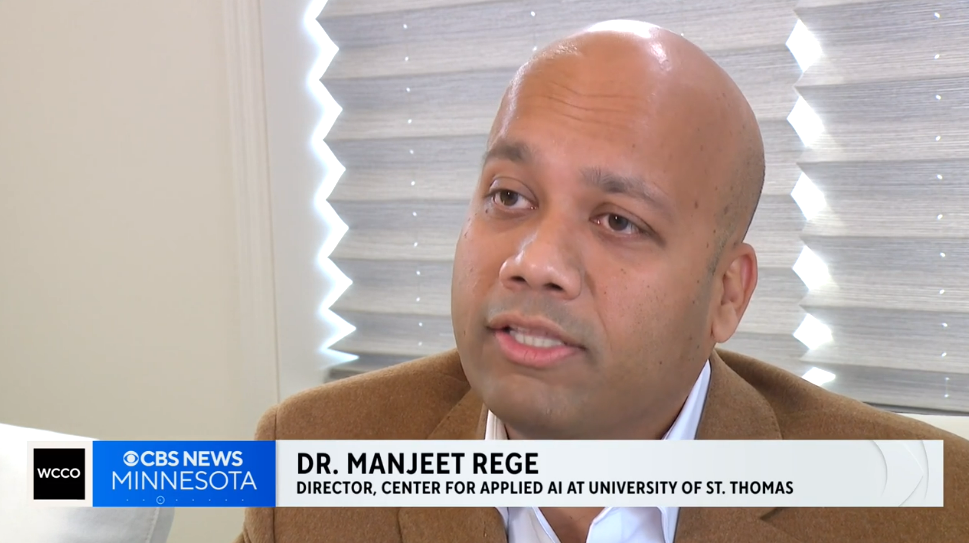 WCCO
CBS NEWS
MINNESOTA
DR. MANJEET REGE
DIRECTOR, CENTER FOR APPLIED AI AT UNIVERSITY OF ST. THOMAS